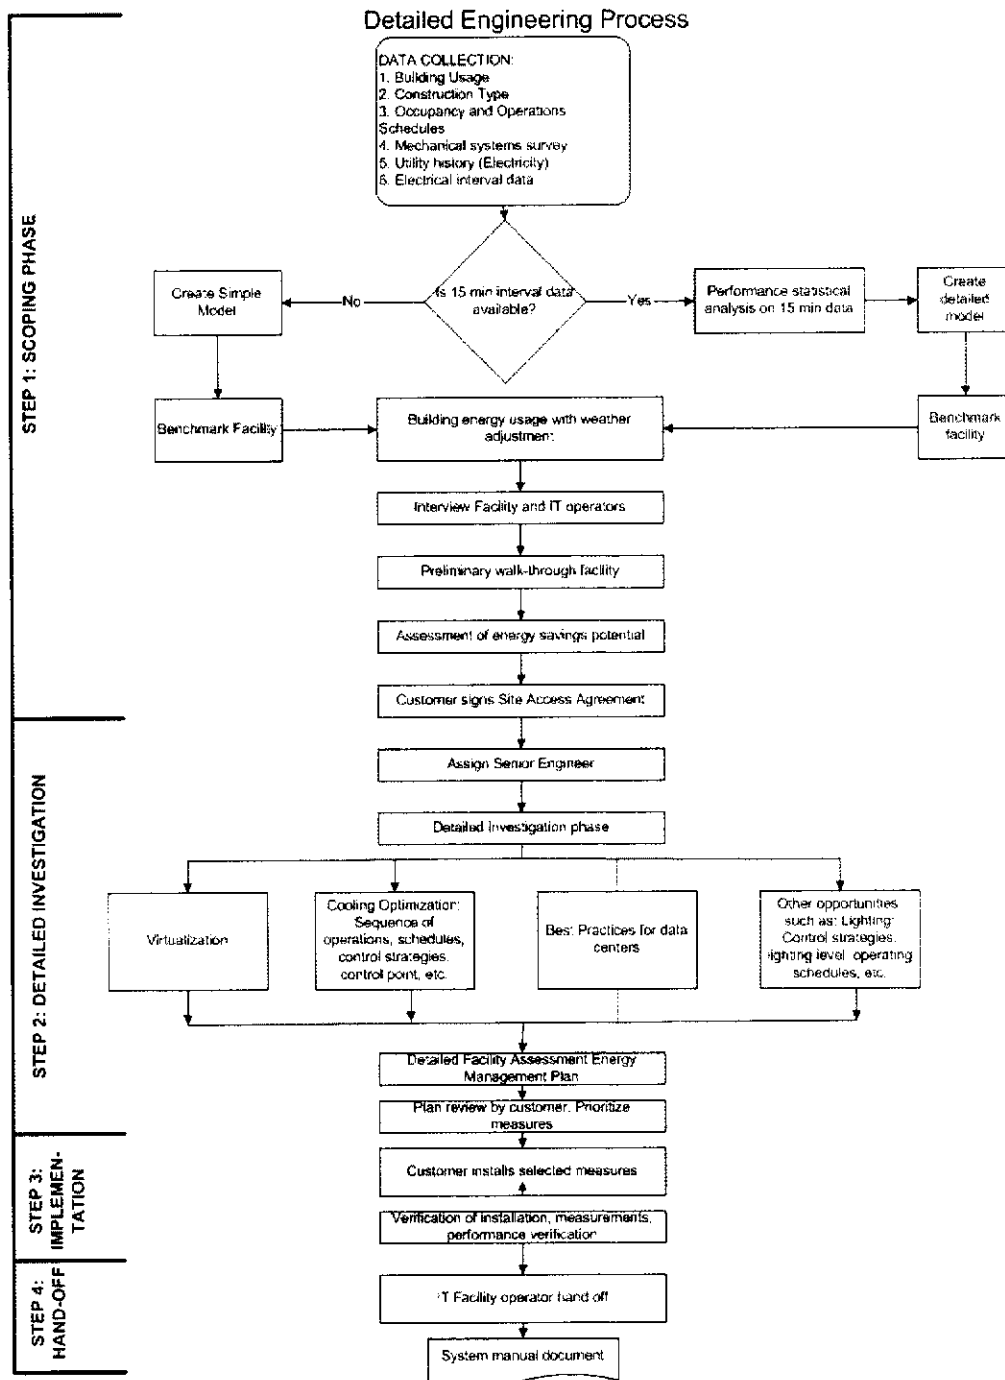 Detailed Engineering Process
DATA COLLECTION:
1. Building Usage
2. Construction Type
3. Occupancy and Operations
Schedules
4. Mechanical systems survey
5. Utility history (Electricity)
6. Electrical interval data
STEP 1: SCOPING PHASE
Create Simple
Model
No
Is 15 min interval data
available?
Yes
Performance statistical
analysis on 15 min data
Create
detailed
model
Benchmark Facility
Building energy usage with weather
adjustment
Benchmark
facility
Interview Facility and IT operators
Preliminary walk-through facility
Assessment of energy savings potential
Customer signs Site Access Agreement
STEP 2: DETAILED INVESTIGATION
Assign Senior Engineer
Detailed Investigation phase
Virtualization
Cooling Optimization:
Sequence of
operations, schedules,
control strategies,
control point, etc.
Best Practices for data
centers
Other opportunities
such as: Lighting:
Control strategies,
lighting level, operating
schedules, etc.
Detailed Facility Assessment Energy
Management Plan
Plan review by customer. Prioritize
measures
STEP 3:
IMPLEMEN-
TATION
Customer installs selected measures
Verification of installation, measurements,
performance verification
STEP 4:
HAND-OFF
IT Facility operator hand off
System manual document